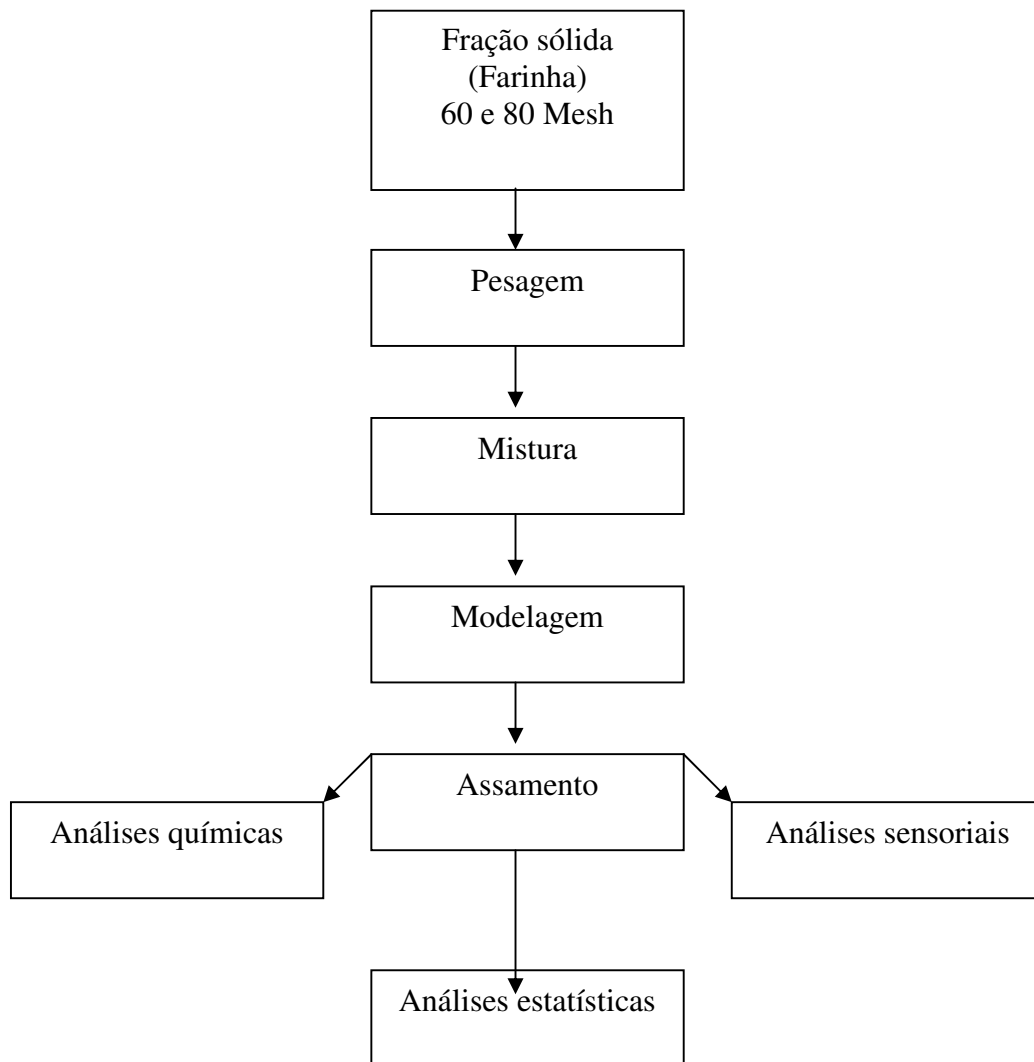 Fração sólida
(Farinha)
60 e 80 Mesh
Pesagem
Mistura
Modelagem
Assamento
Análises químicas
Análises sensoriais
Análises estatísticas